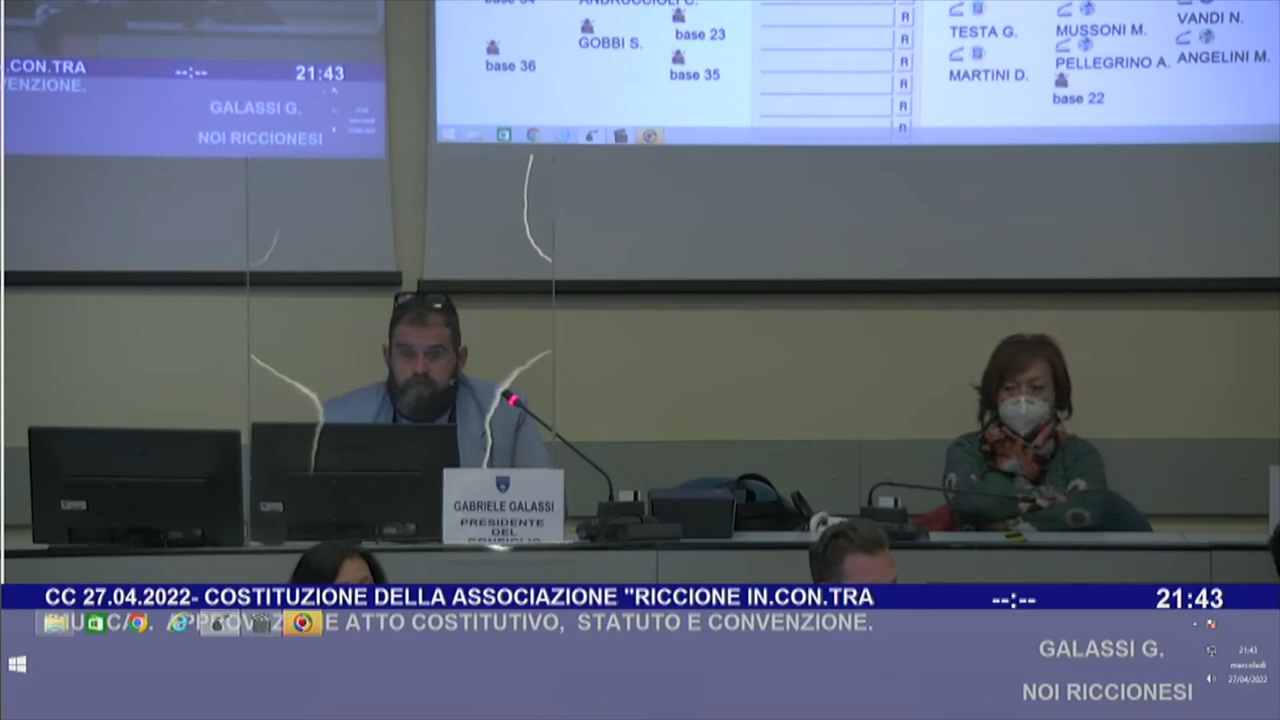 .CON.TRA --:-- 21:43
VENZIONE.
GALASSI G.
NOI RICCIONESI
base 36
GOBBI S.
base 23
base 35
R
R
R
R
R
TESTA G.
MARTINI D.
MUSSONI M.
PELLEGRINO A.
base 22
VANDI N.
ANGELINI M.
GABRIELE GALASSI
PRESIDENTE
DEL
CONSIGLIO
CC 27.04.2022- COSTITUZIONE DELLA ASSOCIAZIONE "RICCIONE IN.CON.TRA --:-- 21:43
E ATTO COSTITUTIVO, STATUTO E CONVENZIONE.
GALASSI G.
NOI RICCIONESI
21:43
mercoledì
27/04/2022